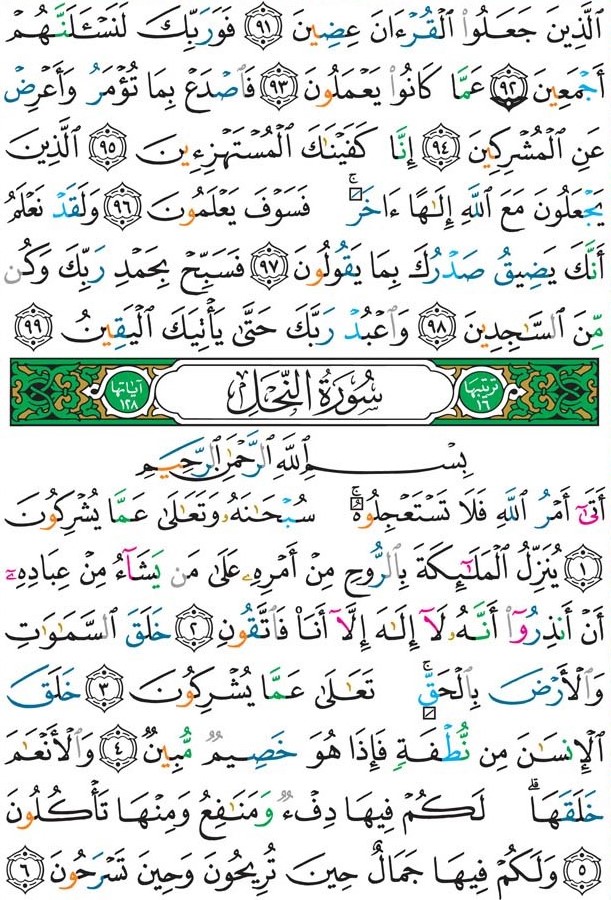 ٱلَّذِينَ جَعَلُوا۟ ٱلْقُرْءَانَ عِضِينَ ٩١ فَوَرَبِّكَ لَنَسْـَٔلَنَّهُمْ
أَجْمَعِينَ ٩٢ عَمَّا كَانُوا۟ يَعْمَلُونَ ٩٣ فَٱصْدَعْ بِمَا تُؤْمَرُ وَأَعْرِضْ
عَنِ ٱلْمُشْرِكِينَ ٩٤ إِنَّا كَفَيْنَٰكَ ٱلْمُسْتَهْزِءِينَ ٩٥ ٱلَّذِينَ
يَجْعَلُونَ مَعَ ٱللَّهِ إِلَٰهًا ءَاخَرَ ۚ فَسَوْفَ يَعْلَمُونَ ٩٦ وَلَقَدْ نَعْلَمُ
أَنَّكَ يَضِيقُ صَدْرُكَ بِمَا يَقُولُونَ ٩٧ فَسَبِّحْ بِحَمْدِ رَبِّكَ وَكُن
مِّنَ ٱلسَّٰجِدِينَ ٩٨ وَٱعْبُدْ رَبَّكَ حَتَّىٰ يَأْتِيَكَ ٱلْيَقِينُ ٩٩
ترتيبها ١٦ سُورَةُ النَّحْلِ آياتها ١٢٨
بِسْمِ ٱللَّهِ ٱلرَّحْمَٰنِ ٱلرَّحِيمِ
أَتَىٰٓ أَمْرُ ٱللَّهِ فَلَا تَسْتَعْجِلُوهُ ۚ سُبْحَٰنَهُۥ وَتَعَٰلَىٰ عَمَّا يُشْرِكُونَ
١ يُنَزِّلُ ٱلْمَلَٰٓئِكَةَ بِٱلرُّوحِ مِنْ أَمْرِهِۦ عَلَىٰ مَن يَشَآءُ مِنْ عِبَادِهِۦٓ
أَنْ أَنذِرُوٓا۟ أَنَّهُۥ لَآ إِلَٰهَ إِلَّآ أَنَا۠ فَٱتَّقُونِ ٢ خَلَقَ ٱلسَّمَٰوَٰتِ
وَٱلْأَرْضَ بِٱلْحَقِّ ۚ تَعَٰلَىٰ عَمَّا يُشْرِكُونَ ٣ خَلَقَ
ٱلْإِنسَٰنَ مِن نُّطْفَةٍ فَإِذَا هُوَ خَصِيمٌ مُّبِينٌ ٤ وَٱلْأَنْعَٰمَ
خَلَقَهَا ۗ لَكُمْ فِيهَا دِفْءٌ وَمَنَٰفِعُ وَمِنْهَا تَأْكُلُونَ
٥ وَلَكُمْ فِيهَا جَمَالٌ حِينَ تُرِيحُونَ وَحِينَ تَسْرَحُونَ ٦